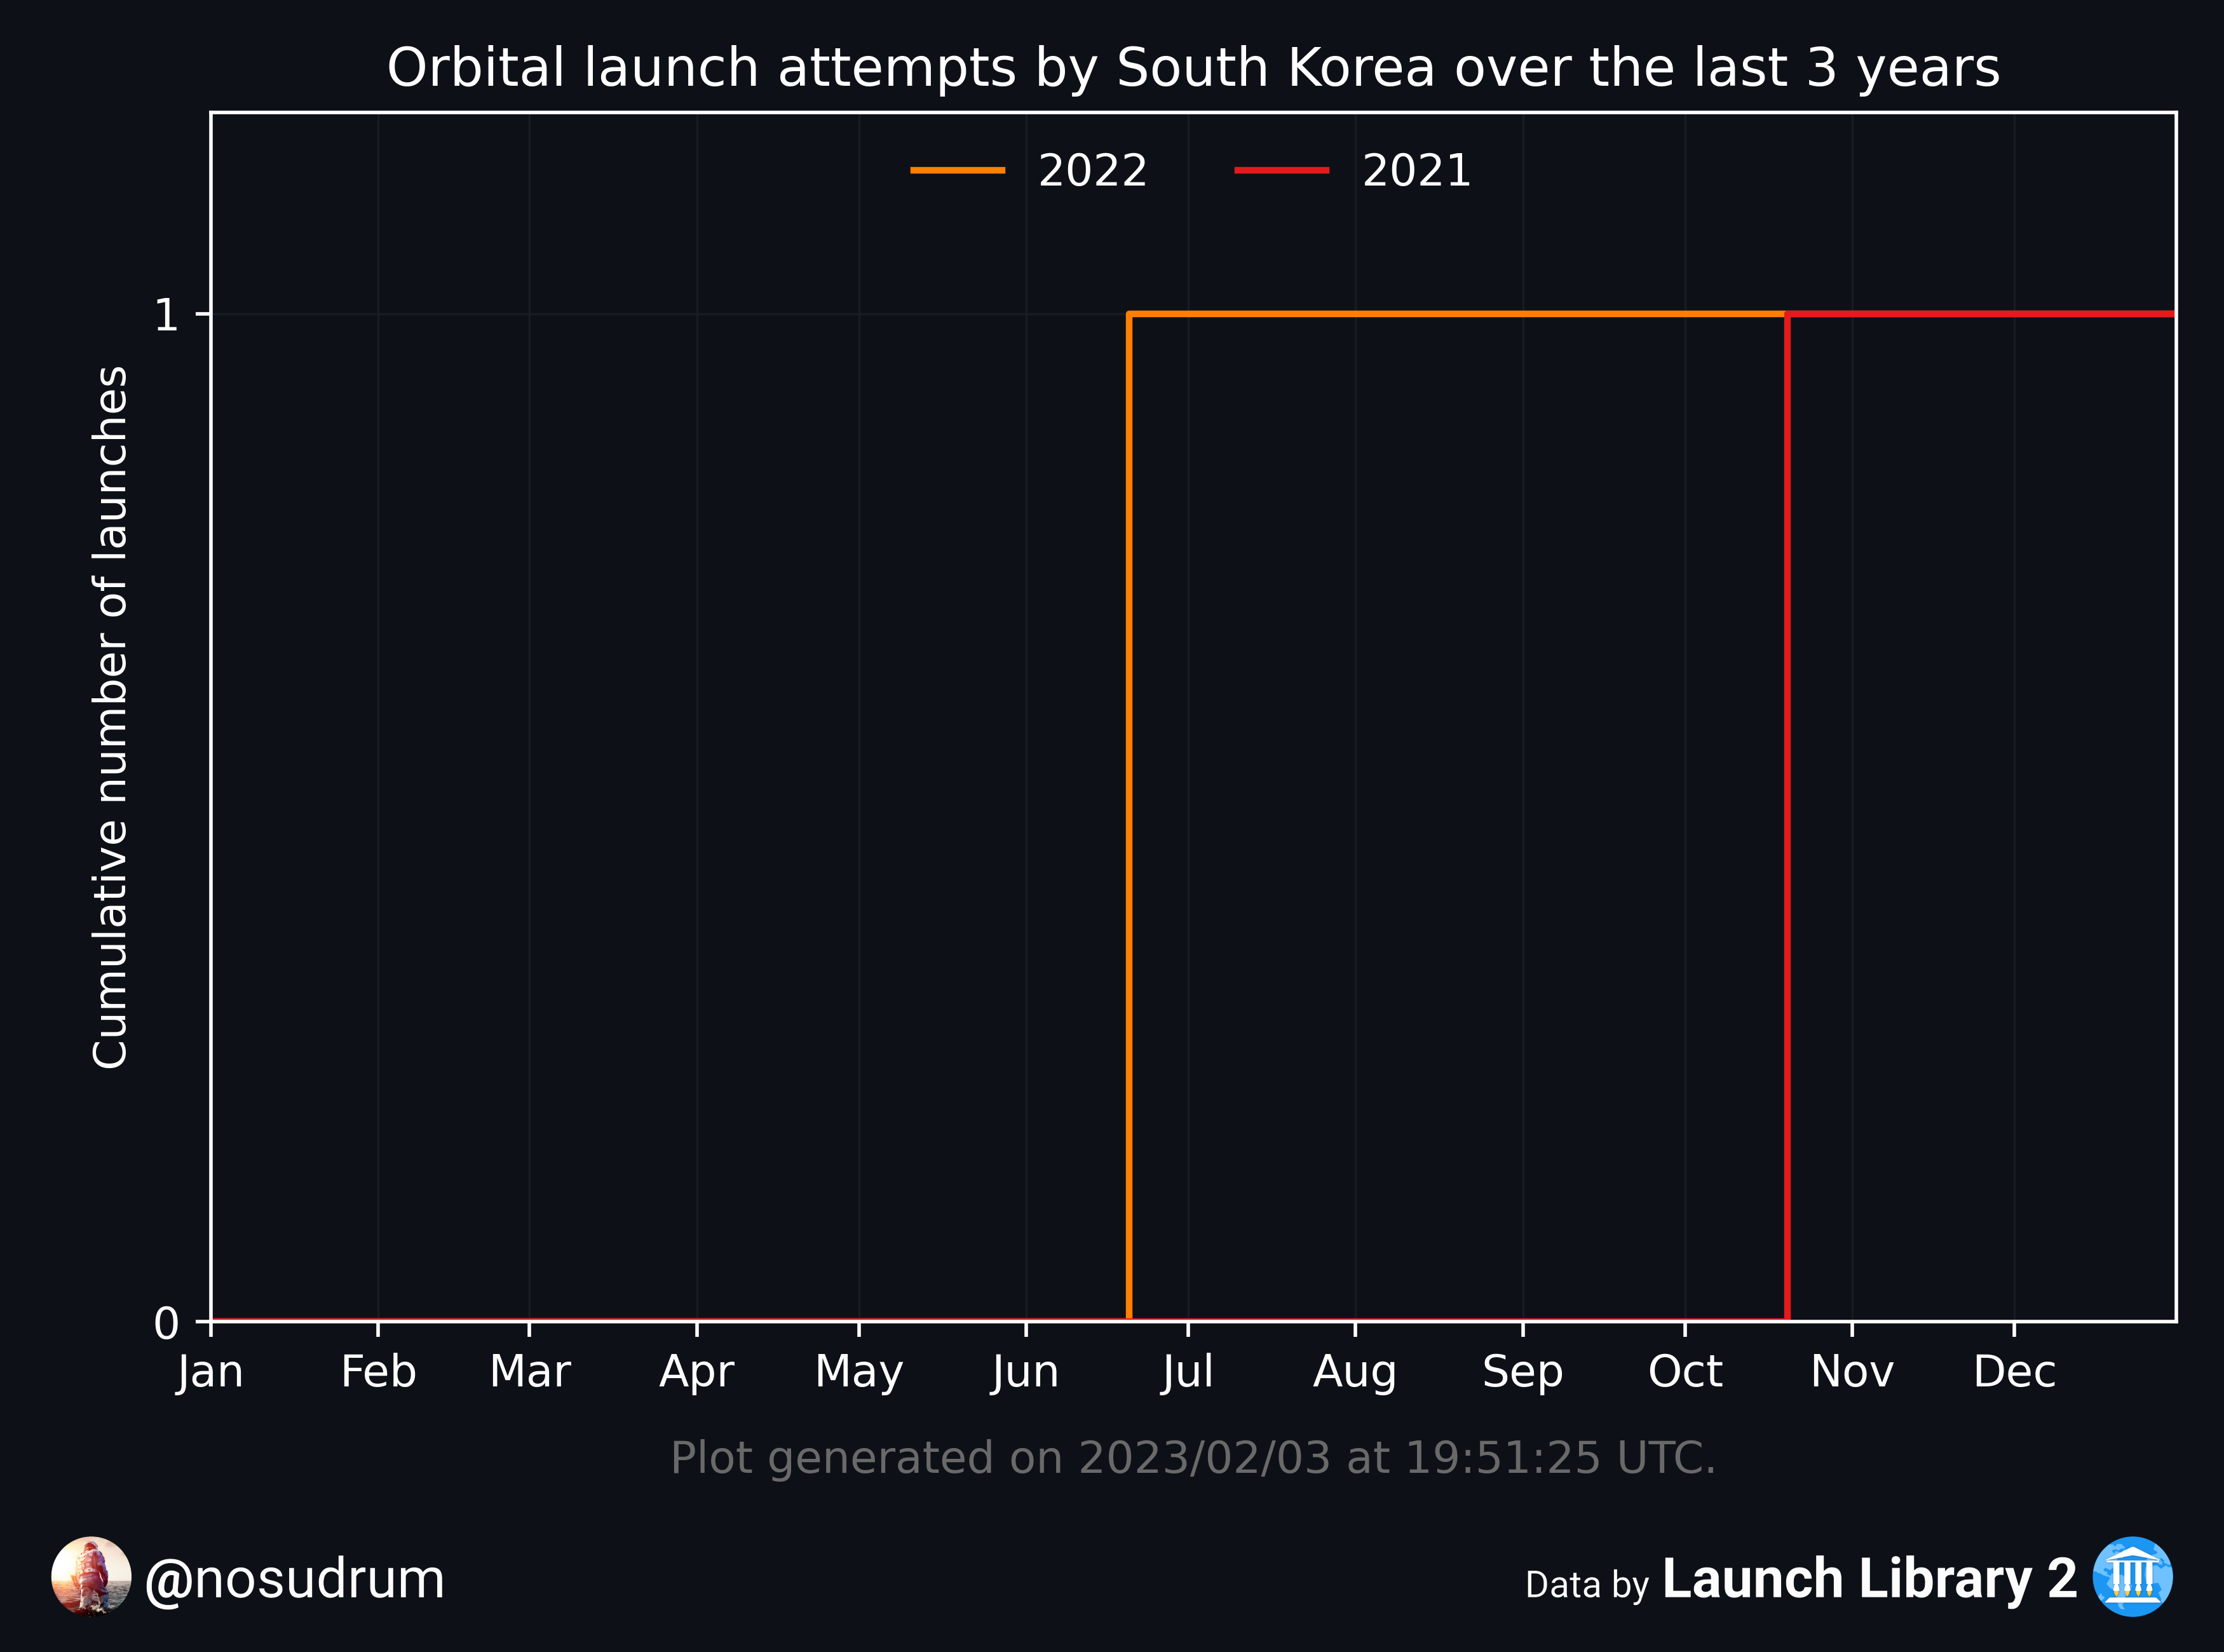 Orbital launch attempts by South Korea over the last 3 years
2022 2021
Cumulative number of launches
1
0
Jan Feb Mar Apr May Jun Jul Aug Sep Oct Nov Dec
Plot generated on 2023/02/03 at 19:51:25 UTC.
@nosudrum
Data by Launch Library 2